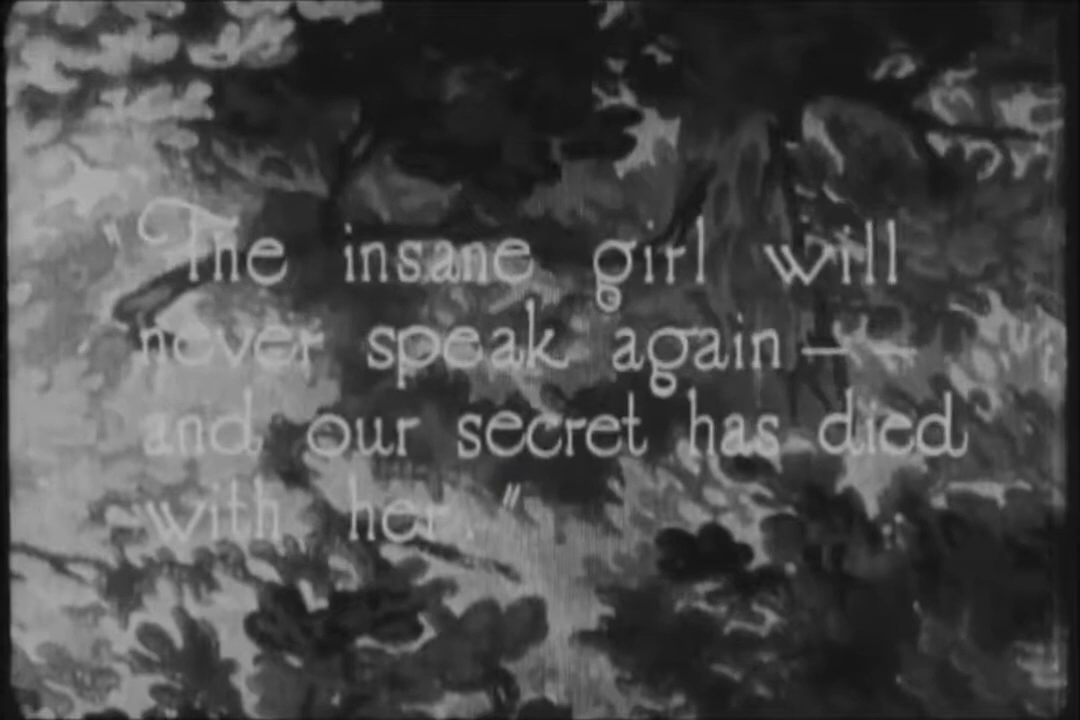 "The insane girl will
never speak again — —
and our secret has died
with her."